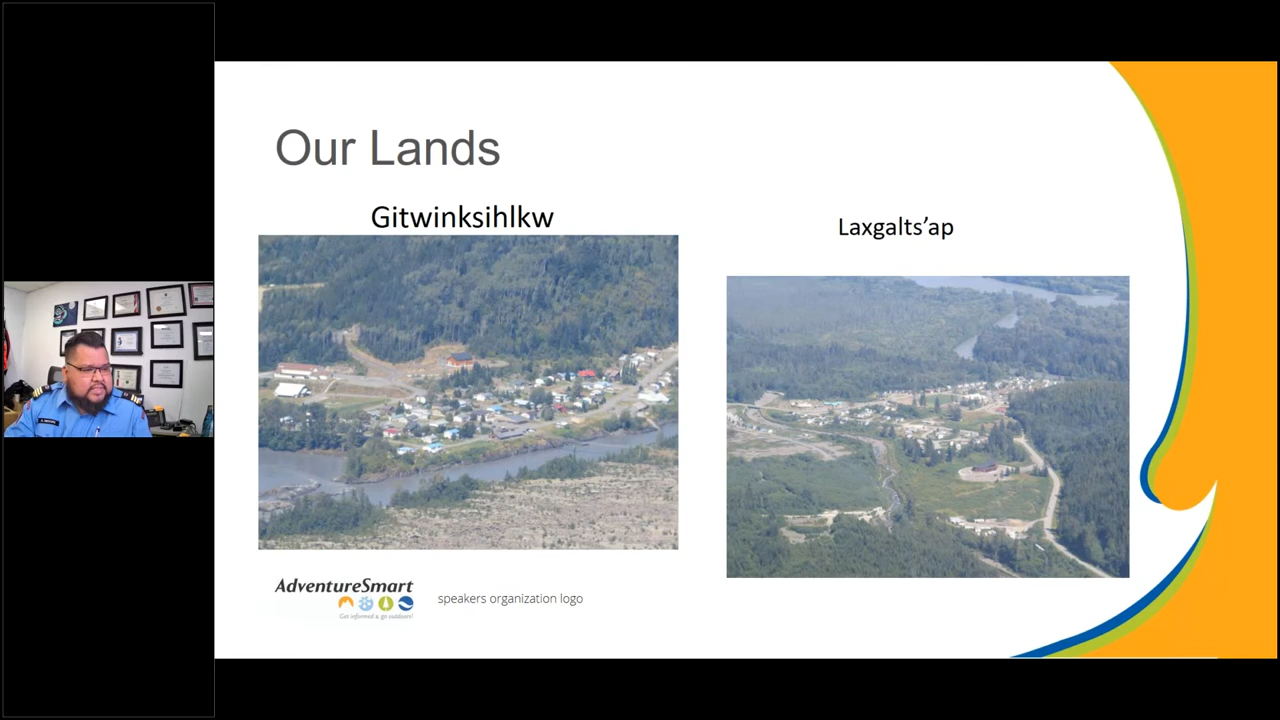 Our Lands
Gitwinksihlkw
Laxgalts’ap
AdventureSmart
Get informed & go outdoors!
speakers organization logo